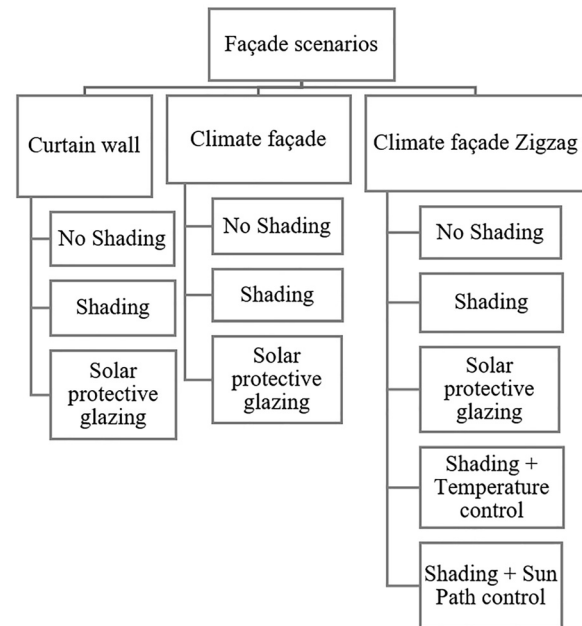 Façade scenarios
Curtain wall
No Shading
Shading
Solar
protective
glazing
Climate façade
No Shading
Shading
Solar
protective
glazing
Climate façade Zigzag
No Shading
Shading
Solar
protective
glazing
Shading +
Temperature
control
Shading + Sun
Path control